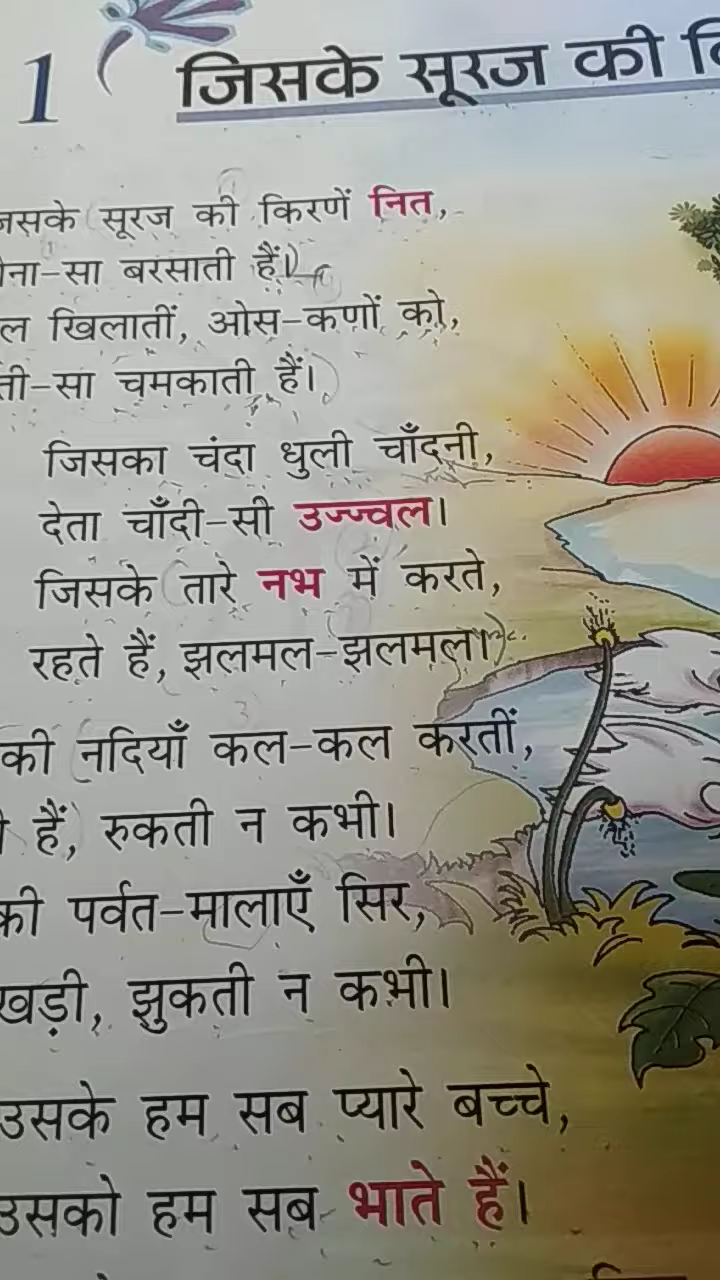 1 जिसके सूरज की
जसके सूरज की किरणें नित,
ना-सा बरसाती हैं।
ल खिलातीं, ओस-कणों को,
ती-सा चमकाती हैं।
जिसका चंदा धुली चाँदनी,
देता चाँदी-सी उज्ज्वल।
जिसके तारे नभ में करते,
रहते हैं, झलमल-झलमल।
की नदियाँ कल-कल करतीं,
हैं, रुकती न कभी।
की पर्वत-मालाएँ सिर,
खड़ी, झुकती न कभी।
उसके हम सब प्यारे बच्चे,
उसको हम सब भाते हैं।